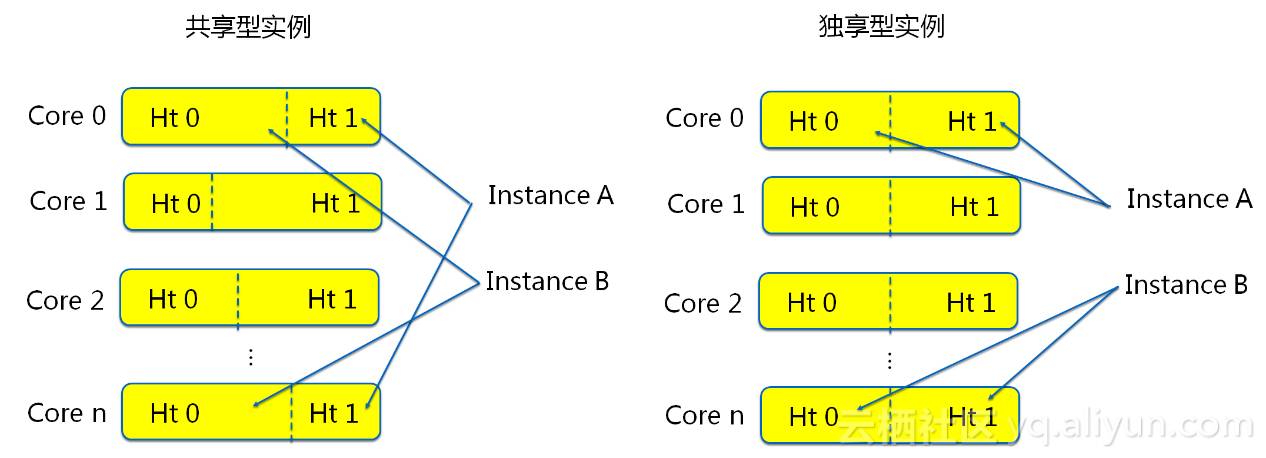 共享型实例
Core 0 Ht 0 Ht 1
Core 1 Ht 0 Ht 1
Core 2 Ht 0 Ht 1
...
Core n Ht 0 Ht 1
Instance A
Instance B
独享型实例
Core 0 Ht 0 Ht 1
Core 1 Ht 0 Ht 1
Core 2 Ht 0 Ht 1
...
Core n Ht 0 Ht 1
Instance A
Instance B
云栖社区 yq.aliyun.com